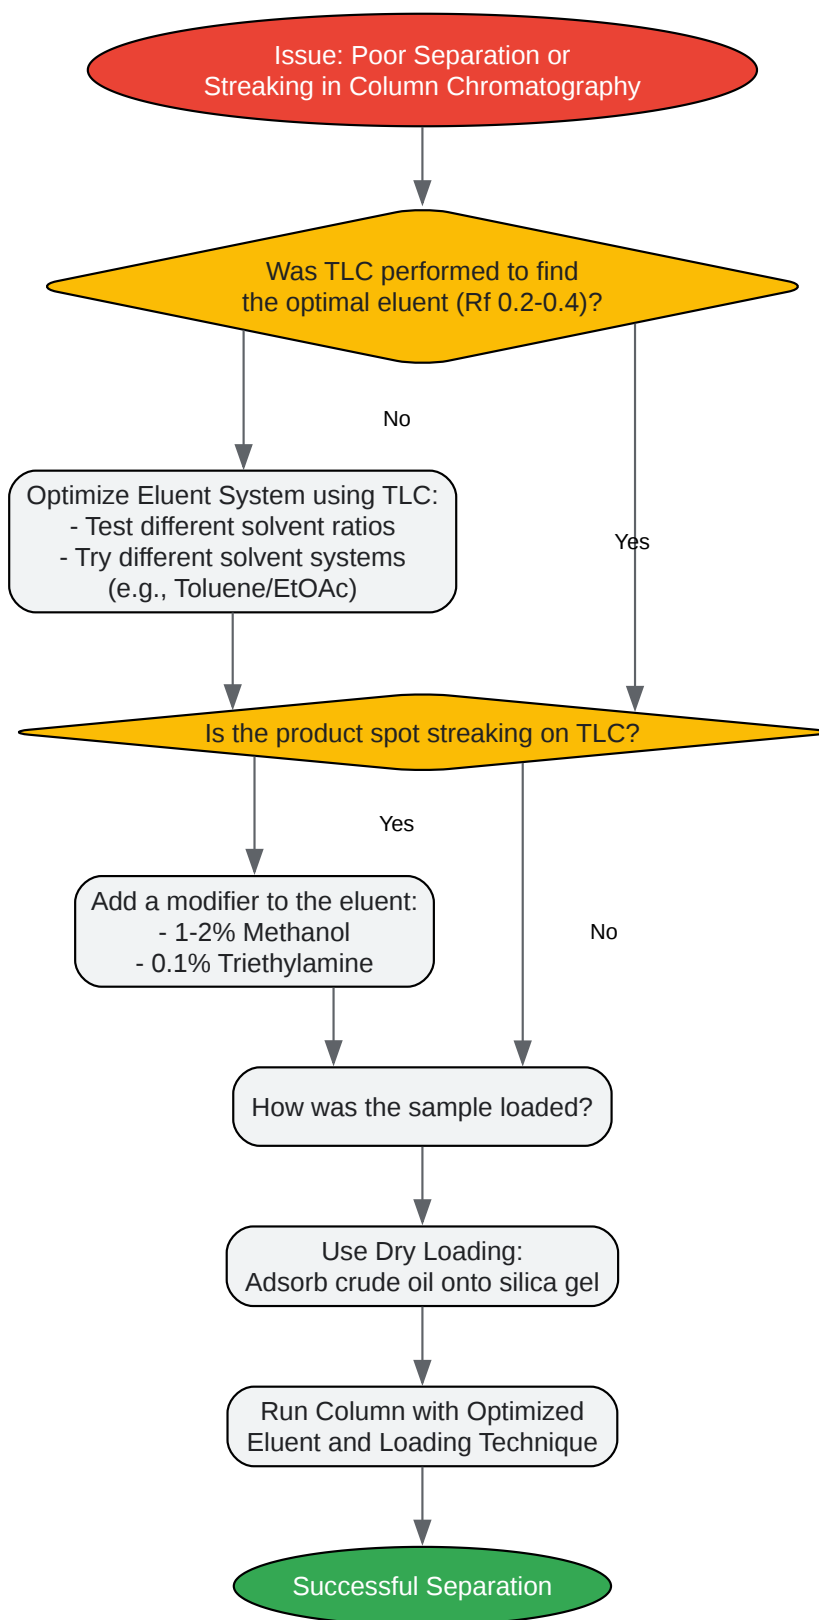 Issue: Poor Separation or
Streaking in Column Chromatography
Was TLC performed to find
the optimal eluent (Rf 0.2-0.4)?
No
Optimize Eluent System using TLC:
- Test different solvent ratios
- Try different solvent systems
(e.g., Toluene/EtOAc)
Yes
Is the product spot streaking on TLC?
Yes
Add a modifier to the eluent:
- 1-2% Methanol
- 0.1% Triethylamine
No
How was the sample loaded?
Use Dry Loading:
Adsorb crude oil onto silica gel
Run Column with Optimized
Eluent and Loading Technique
Successful Separation